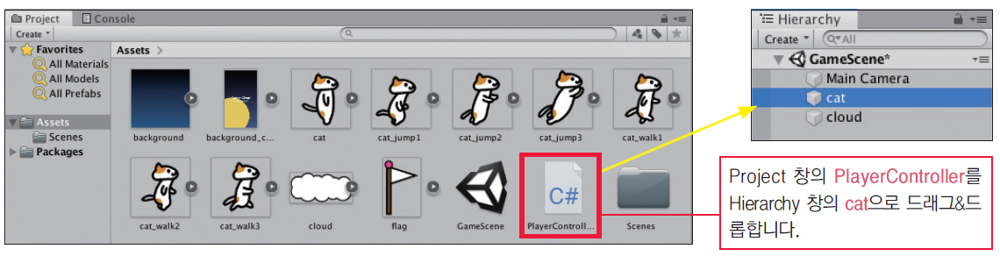 Project
Console
Create
Favorites
All Materials
All Models
All Prefabs
Assets
Scenes
Packages
Assets >
background
background_c...
cat
cat_jump1
cat_jump2
cat_jump3
cat_walk1
cat_walk2
cat_walk3
cloud
flag
GameScene
C#
PlayerControll...
Scenes
Hierarchy
Create
All
GameScene*
Main Camera
cat
cloud
Project 창의 PlayerController를
Hierarchy 창의 cat으로 드래그&드
롭합니다.